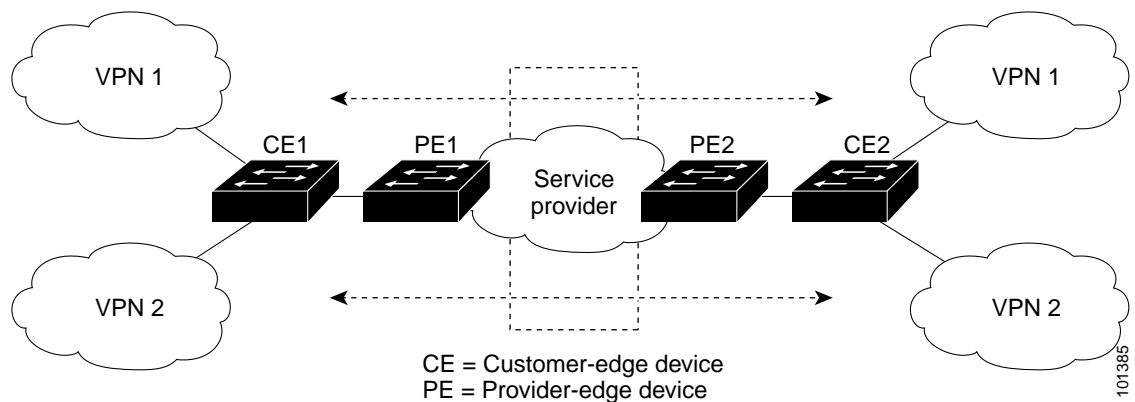 VPN 1
VPN 1
CE1
PE1
PE2
CE2
Service
provider
VPN 2
VPN 2
CE = Customer-edge device
PE = Provider-edge device
101385